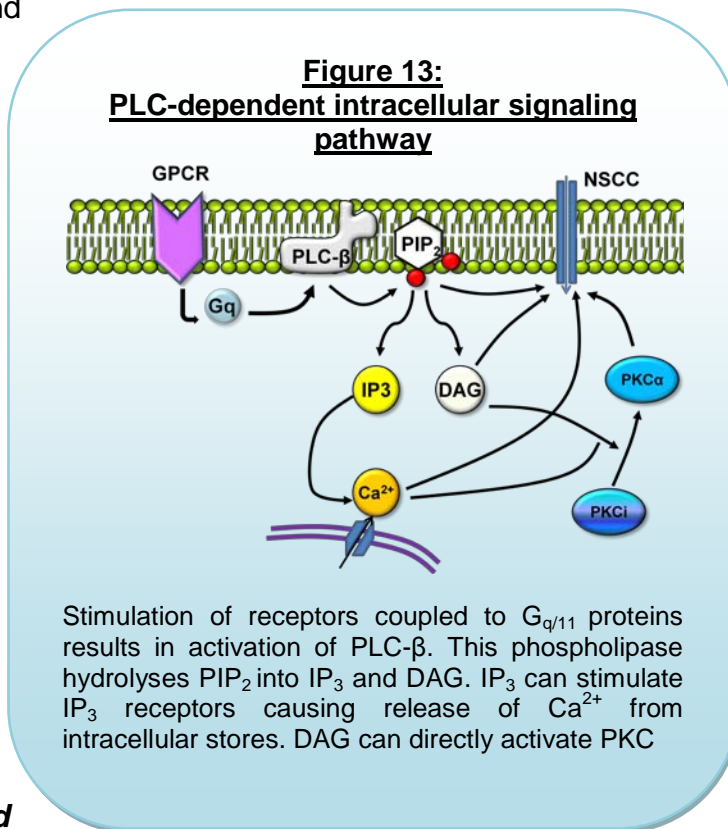 nd
Figure 13:
PLC-dependent intracellular signaling
pathway
GPCR
NSCC
PLC-β
PIP₂
Gq
IP3
DAG
PKCα
Ca²⁺
PKCi
Stimulation of receptors coupled to Gq/11 proteins
results in activation of PLC-β. This phospholipase
hydrolyses PIP₂ into IP₃ and DAG. IP₃ can stimulate
IP₃ receptors causing release of Ca²⁺ from
intracellular stores. DAG can directly activate PKC
d